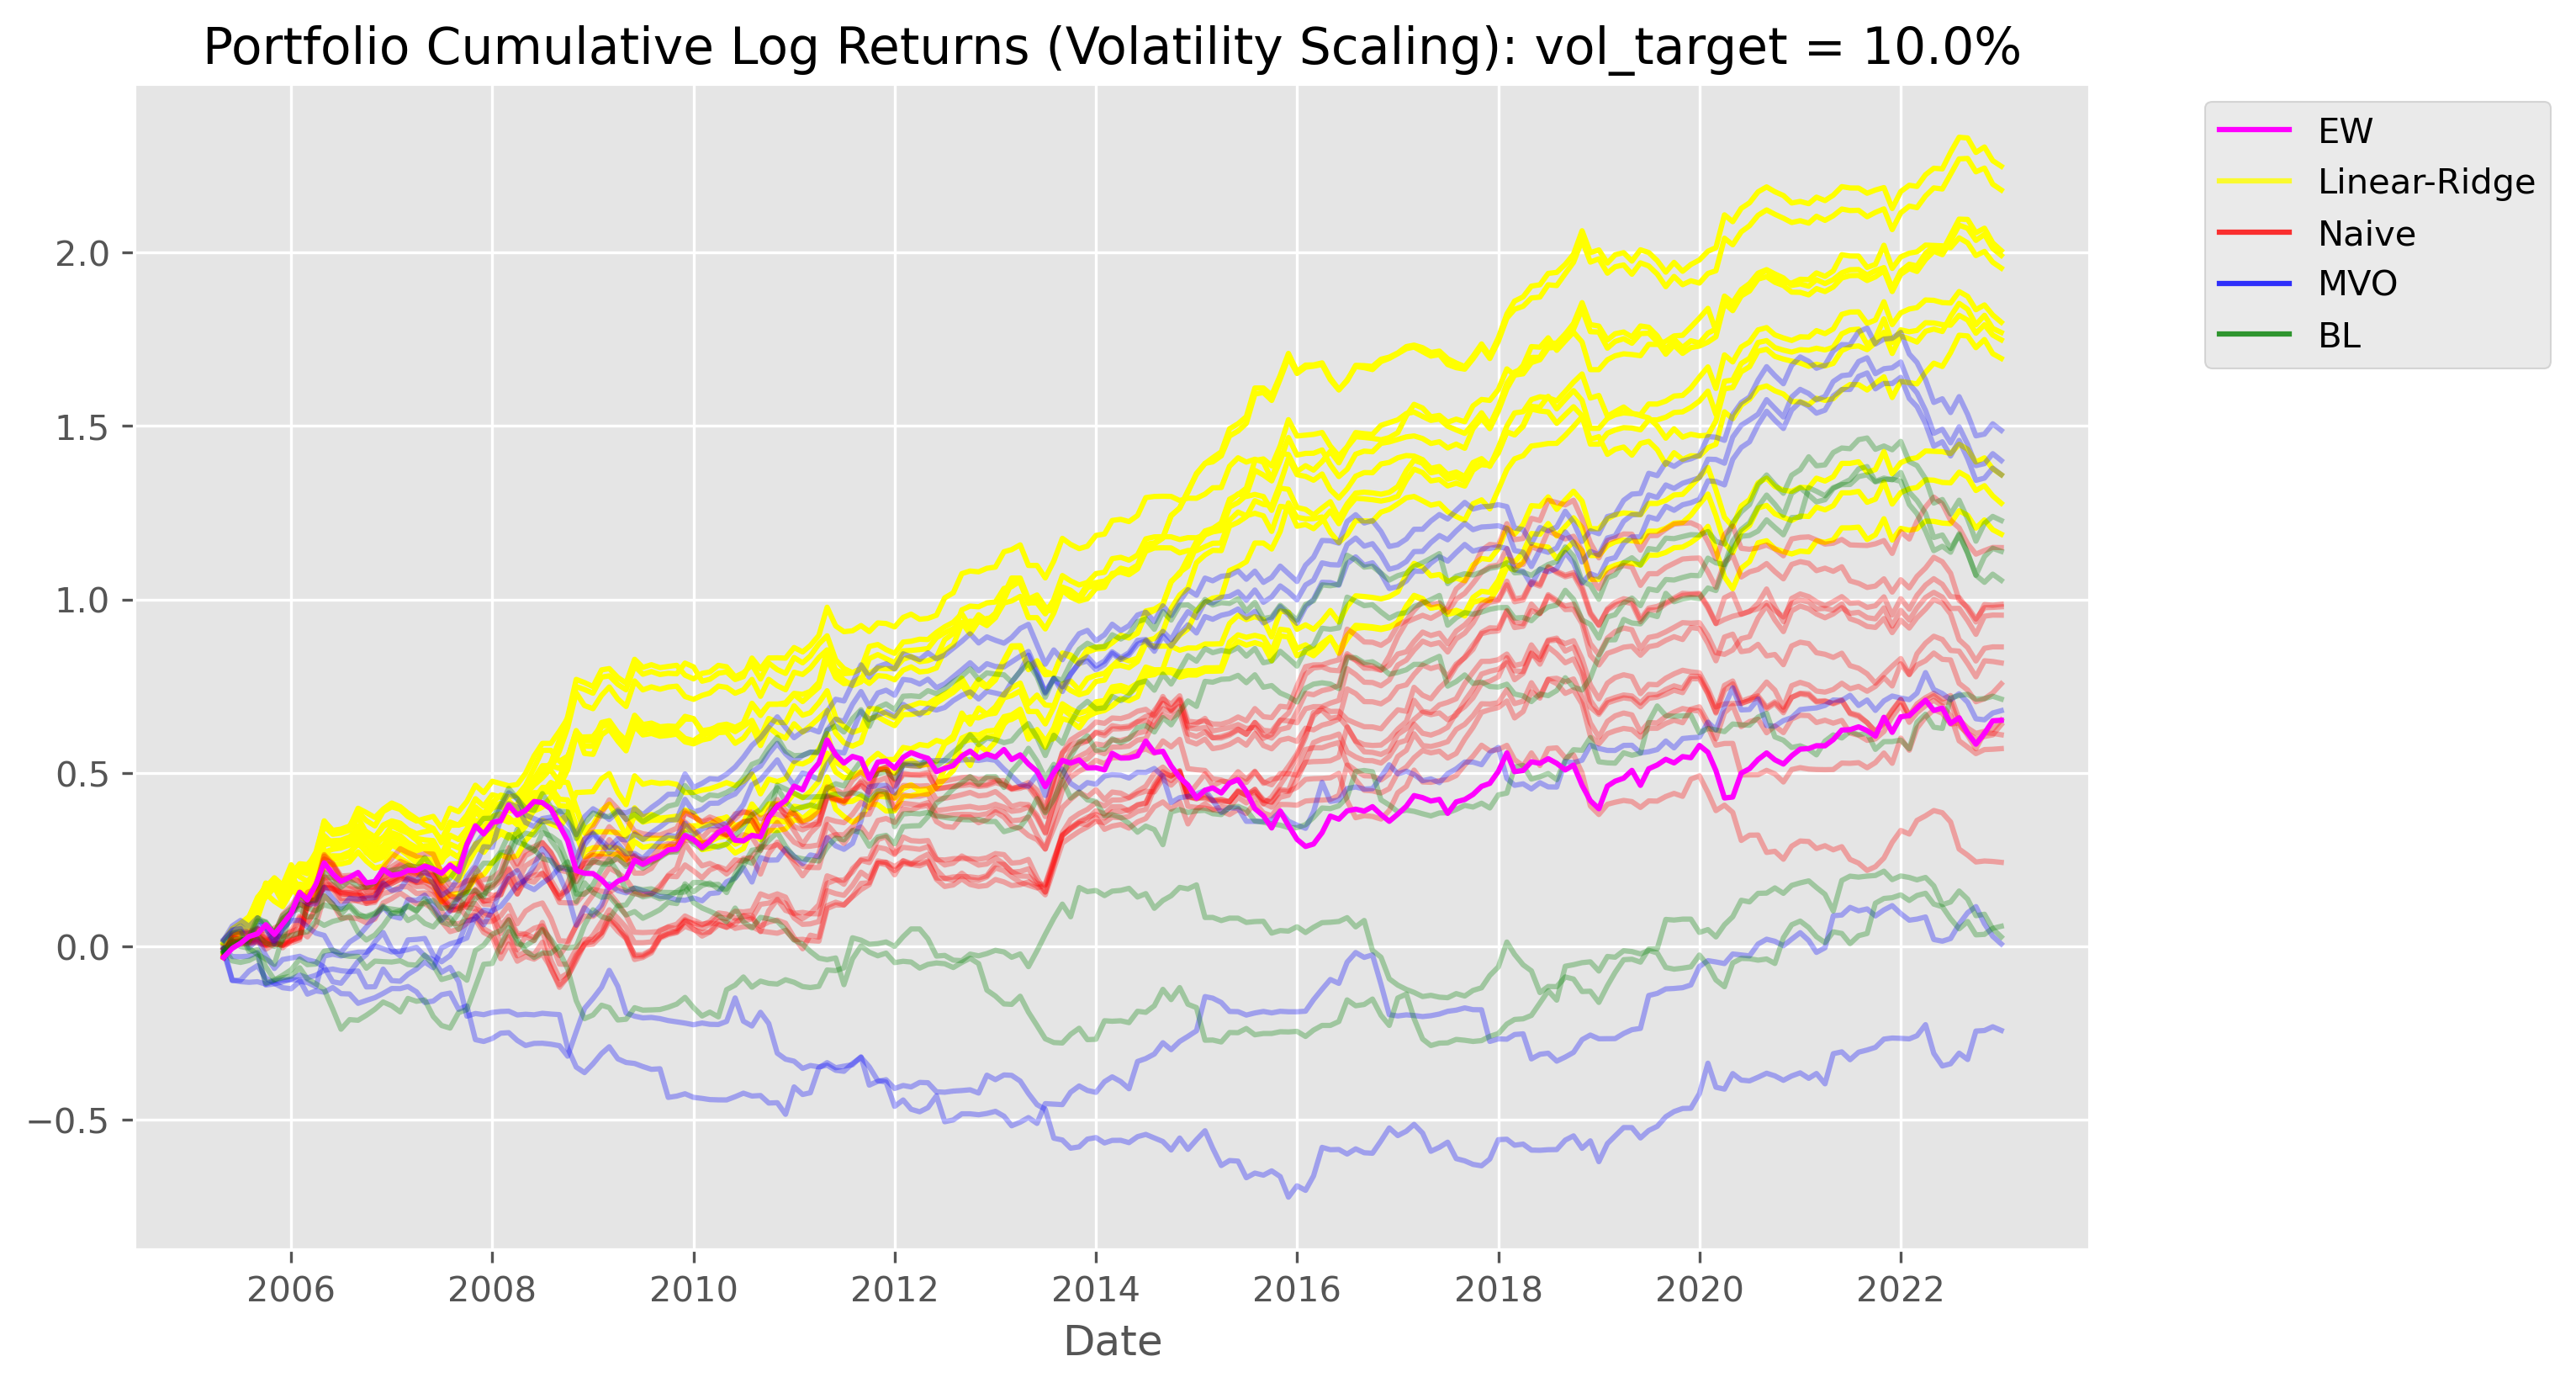 Portfolio Cumulative Log Returns (Volatility Scaling): vol_target = 10.0%
EW
Linear-Ridge
Naive
MVO
BL
2.0
1.5
1.0
0.5
0.0
−0.5
2006 2008 2010 2012 2014 2016 2018 2020 2022
Date